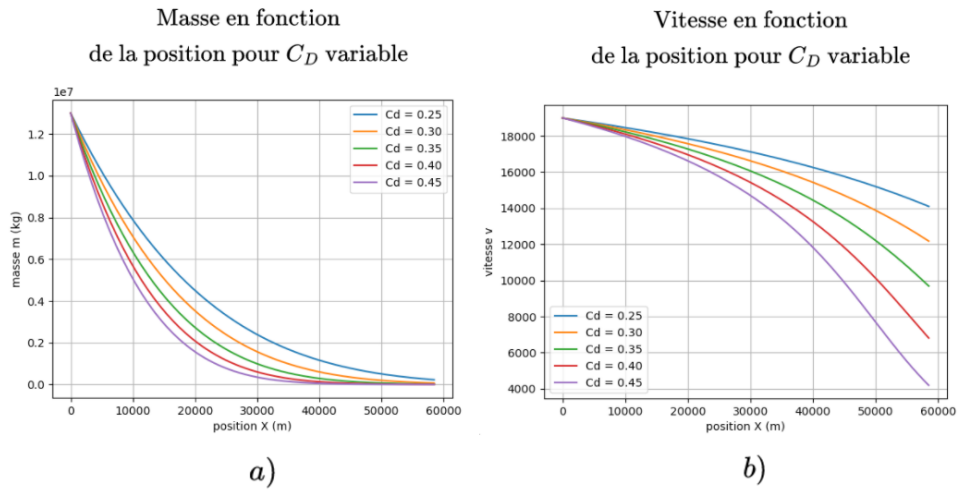 Masse en fonction
de la position pour C_D variable
1e7
masse m (kg)
1.2
1.0
0.8
0.6
0.4
0.2
0.0
Cd = 0.25
Cd = 0.30
Cd = 0.35
Cd = 0.40
Cd = 0.45
0 10000 20000 30000 40000 50000 60000
position X (m)
a)
Vitesse en fonction
de la position pour C_D variable
vitesse v
18000
16000
14000
12000
10000
8000
6000
4000
Cd = 0.25
Cd = 0.30
Cd = 0.35
Cd = 0.40
Cd = 0.45
0 10000 20000 30000 40000 50000 60000
position X (m)
b)